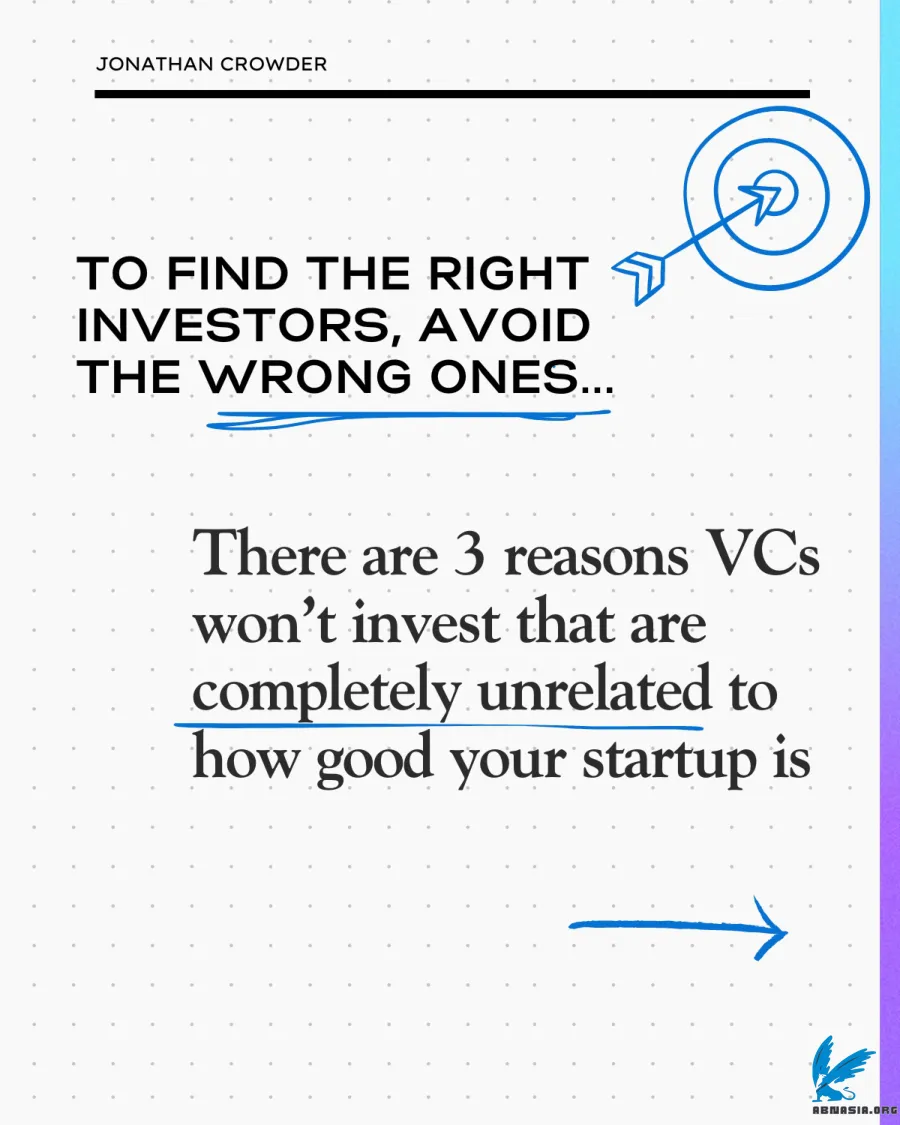 JONATHAN CROWDER
TO FIND THE RIGHT
INVESTORS, AVOID
THE WRONG ONES...
There are 3 reasons VCs
won’t invest that are
completely unrelated to
how good your startup is
ABNASIA.ORG